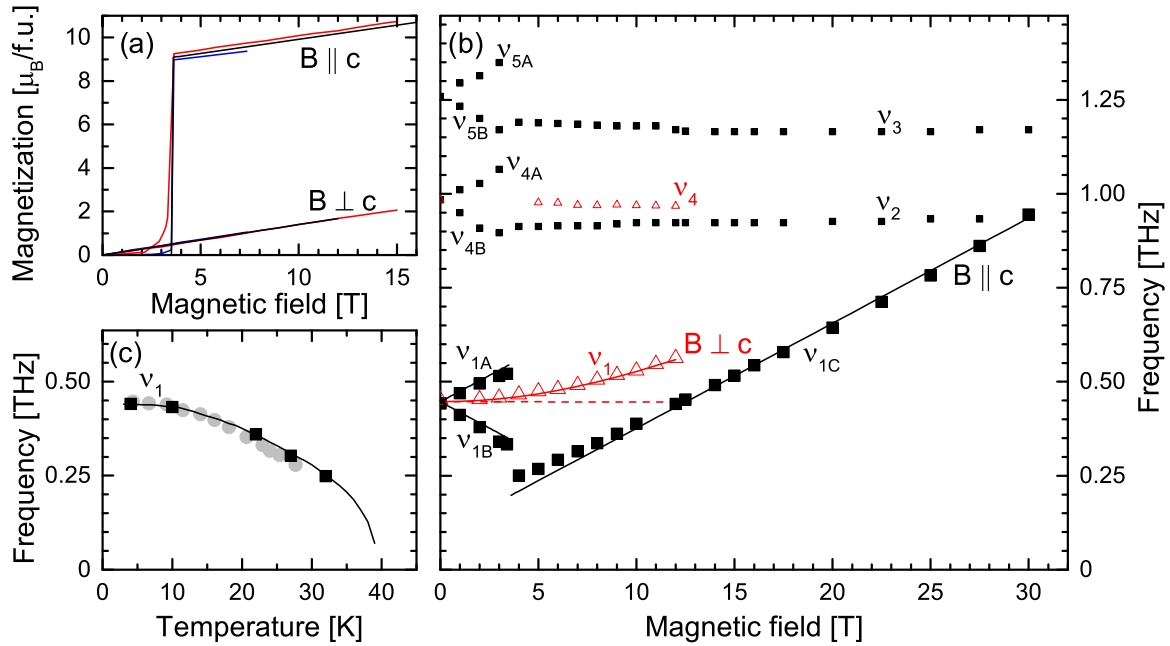 (a)
B || c
B ⊥ c
Magnetization [μB/f.u.]
10
8
6
4
2
0
0 5 10 15
Magnetic field [T]
(b)
ν5A
ν5B
ν4A
ν4B
ν3
ν4
ν2
B || c
ν1A
ν1
B ⊥ c
ν1B
ν1C
1.25
1.00
0.75
0.50
0.25
0
Frequency [THz]
0 5 10 15 20 25 30
Magnetic field [T]
(c)
ν1
Frequency [THz]
0.50
0.25
0
0 10 20 30 40
Temperature [K]